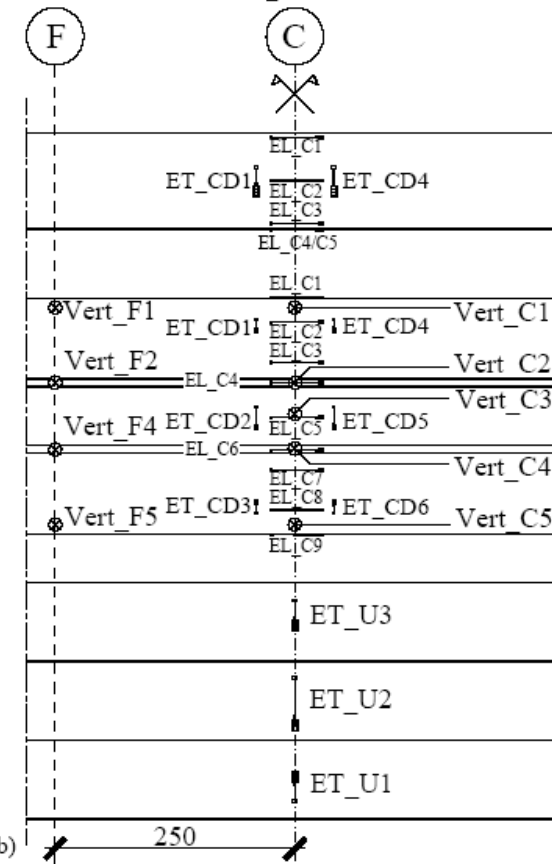 F C
EL_C1
ET_CD1 EL_C2 ET_CD4
EL_C3
EL_C4/C5
EL_C1
Vert_F1 Vert_C1
ET_CD1 EL_C2 ET_CD4
EL_C3
Vert_F2 Vert_C2
EL_C4
Vert_C3
ET_CD2 EL_C5 ET_CD5
Vert_F4
EL_C6
Vert_C4
EL_C7
ET_CD3 EL_C8 ET_CD6
Vert_F5 Vert_C5
EL_C9
ET_U3
ET_U2
ET_U1
b) 250